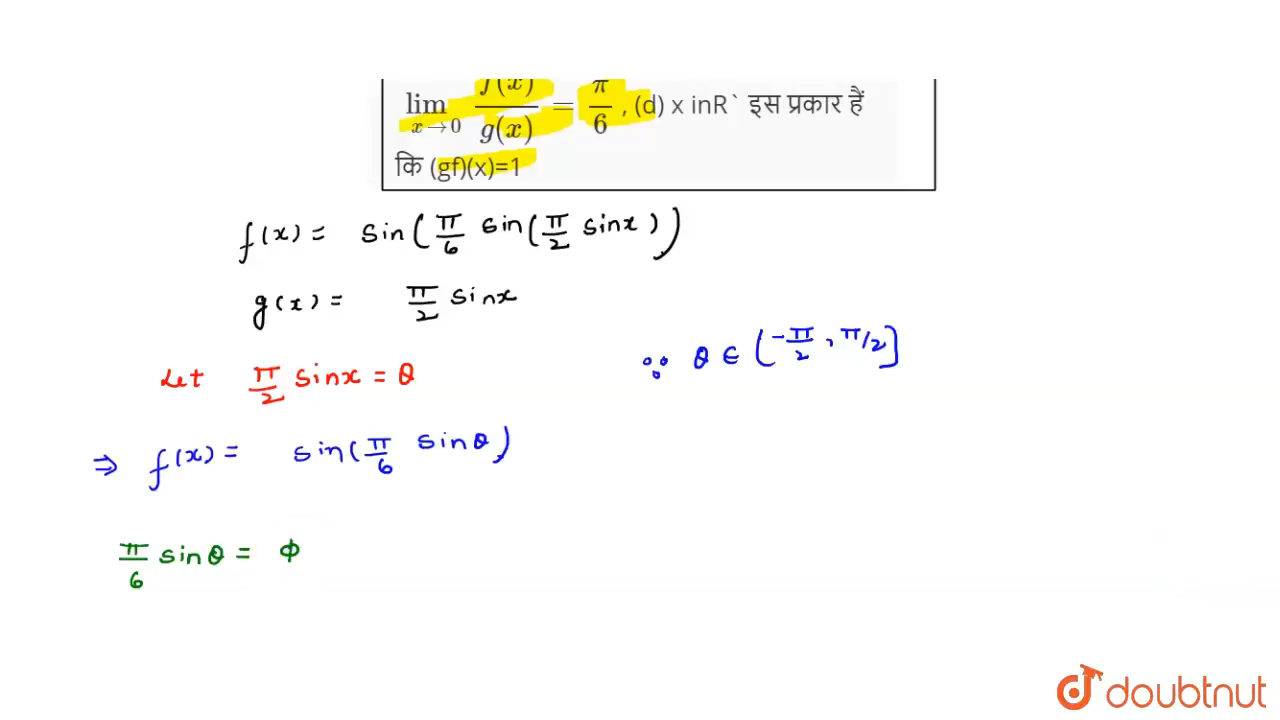 lim x→0 f(x)/g(x) = π/6 , (d) x inR` इस प्रकार हैं
कि (gf)(x)=1
f(x) = sin(π/6 sin(π/2 sinx))
g(x) = π/2 sinx
∵ θ ∈ [-π/2, π/2]
Let π/2 sinx = θ
⇒ f(x) = sin(π/6 sinθ)
π/6 sinθ = φ
doubtnut